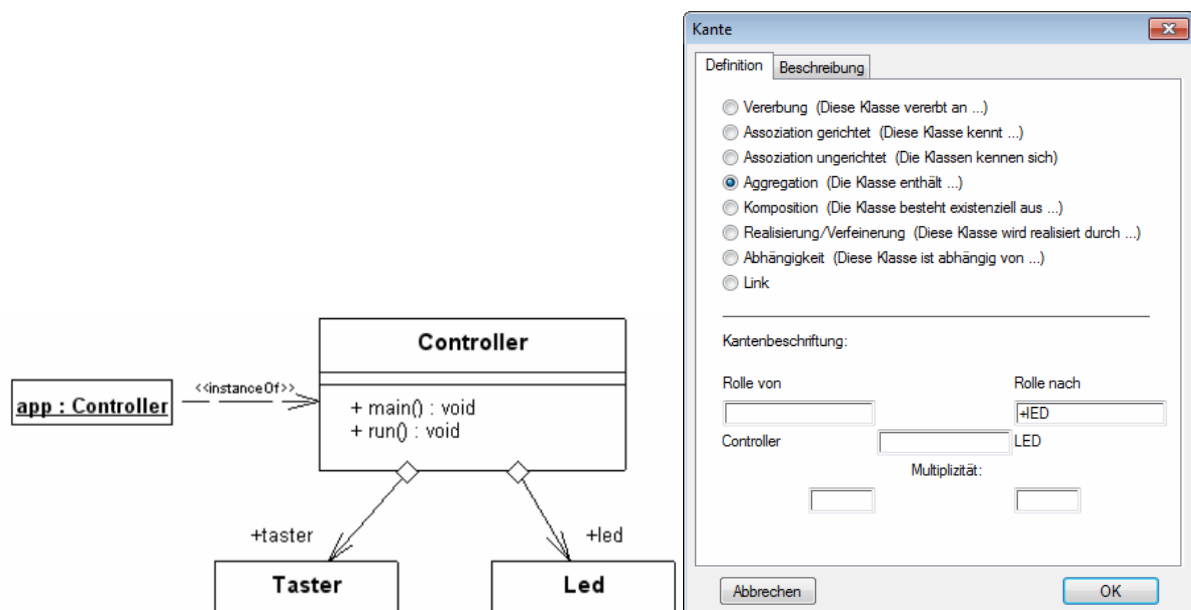 Controller
<<instanceOf>>
app : Controller
+ main() : void
+ run() : void
+taster
+led
Taster
Led
Kante
Definition
Beschreibung
Vererbung (Diese Klasse vererbt an ...)
Assoziation gerichtet (Diese Klasse kennt ...)
Assoziation ungerichtet (Die Klassen kennen sich)
Aggregation (Die Klasse enthält ...)
Komposition (Die Klasse besteht existenziell aus ...)
Realisierung/Verfeinerung (Diese Klasse wird realisiert durch ...)
Abhängigkeit (Diese Klasse ist abhängig von ...)
Link
Kantenbeschriftung:
Rolle von
Rolle nach
+lED
Controller
LED
Multiplizität:
Abbrechen
OK